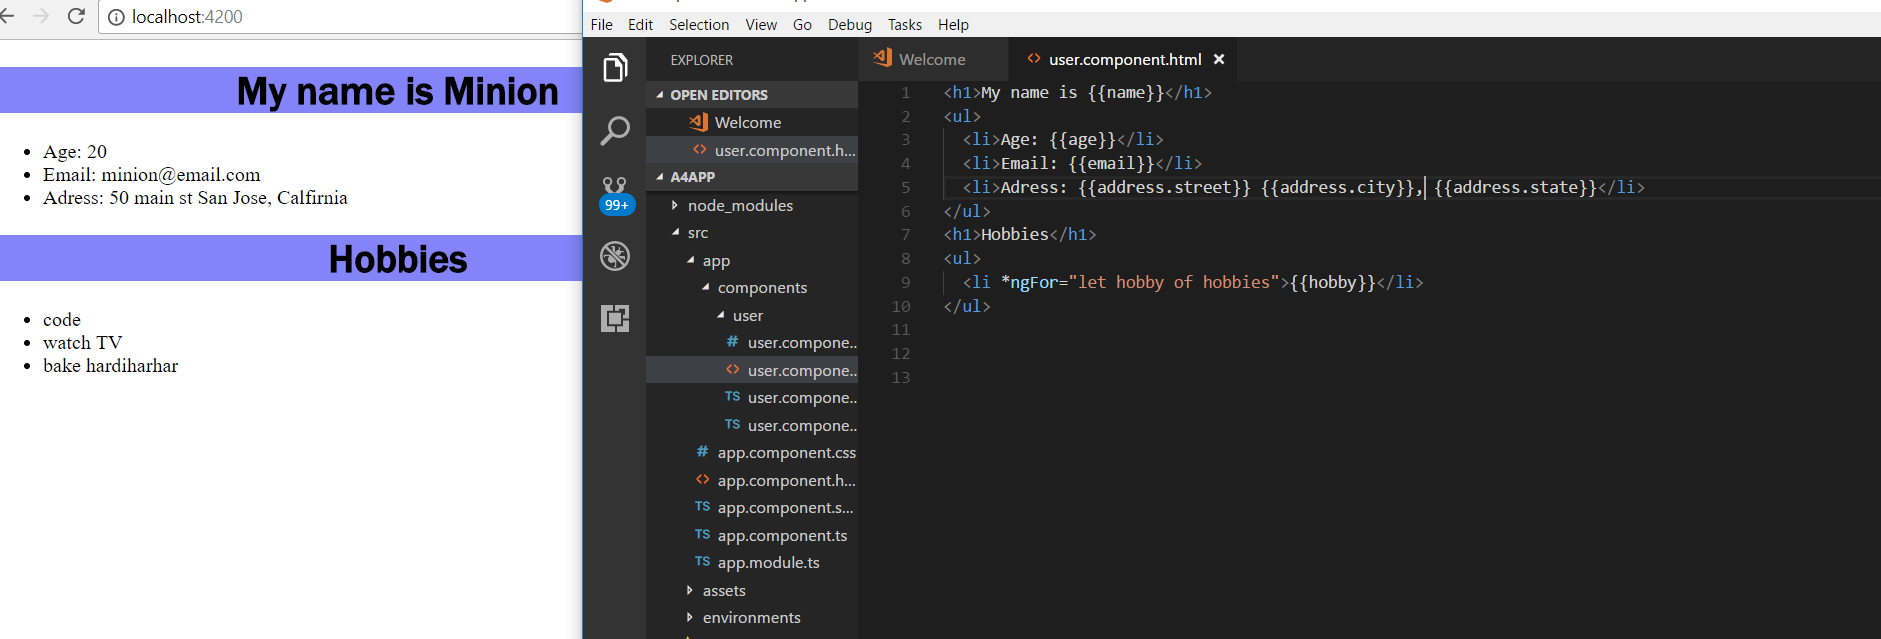 localhost:4200
My name is Minion
Age: 20
Email: minion@email.com
Adress: 50 main st San Jose, Calfirnia
Hobbies
code
watch TV
bake hardiharhar
File Edit Selection View Go Debug Tasks Help
EXPLORER
OPEN EDITORS
Welcome
user.component.h...
A4APP
node_modules
src
app
components
user
# user.compone..
<> user.compone..
TS user.compone..
TS user.compone..
# app.component.css
<> app.component.h...
TS app.component.s...
TS app.component.ts
TS app.module.ts
assets
environments
99+
Welcome
<> user.component.html ×
1 <h1>My name is {{name}}</h1>
2 <ul>
3 <li>Age: {{age}}</li>
4 <li>Email: {{email}}</li>
5 <li>Adress: {{address.street}} {{address.city}}, {{address.state}}</li>
6 </ul>
7 <h1>Hobbies</h1>
8 <ul>
9 <li *ngFor="let hobby of hobbies">{{hobby}}</li>
10 </ul>
11
12
13